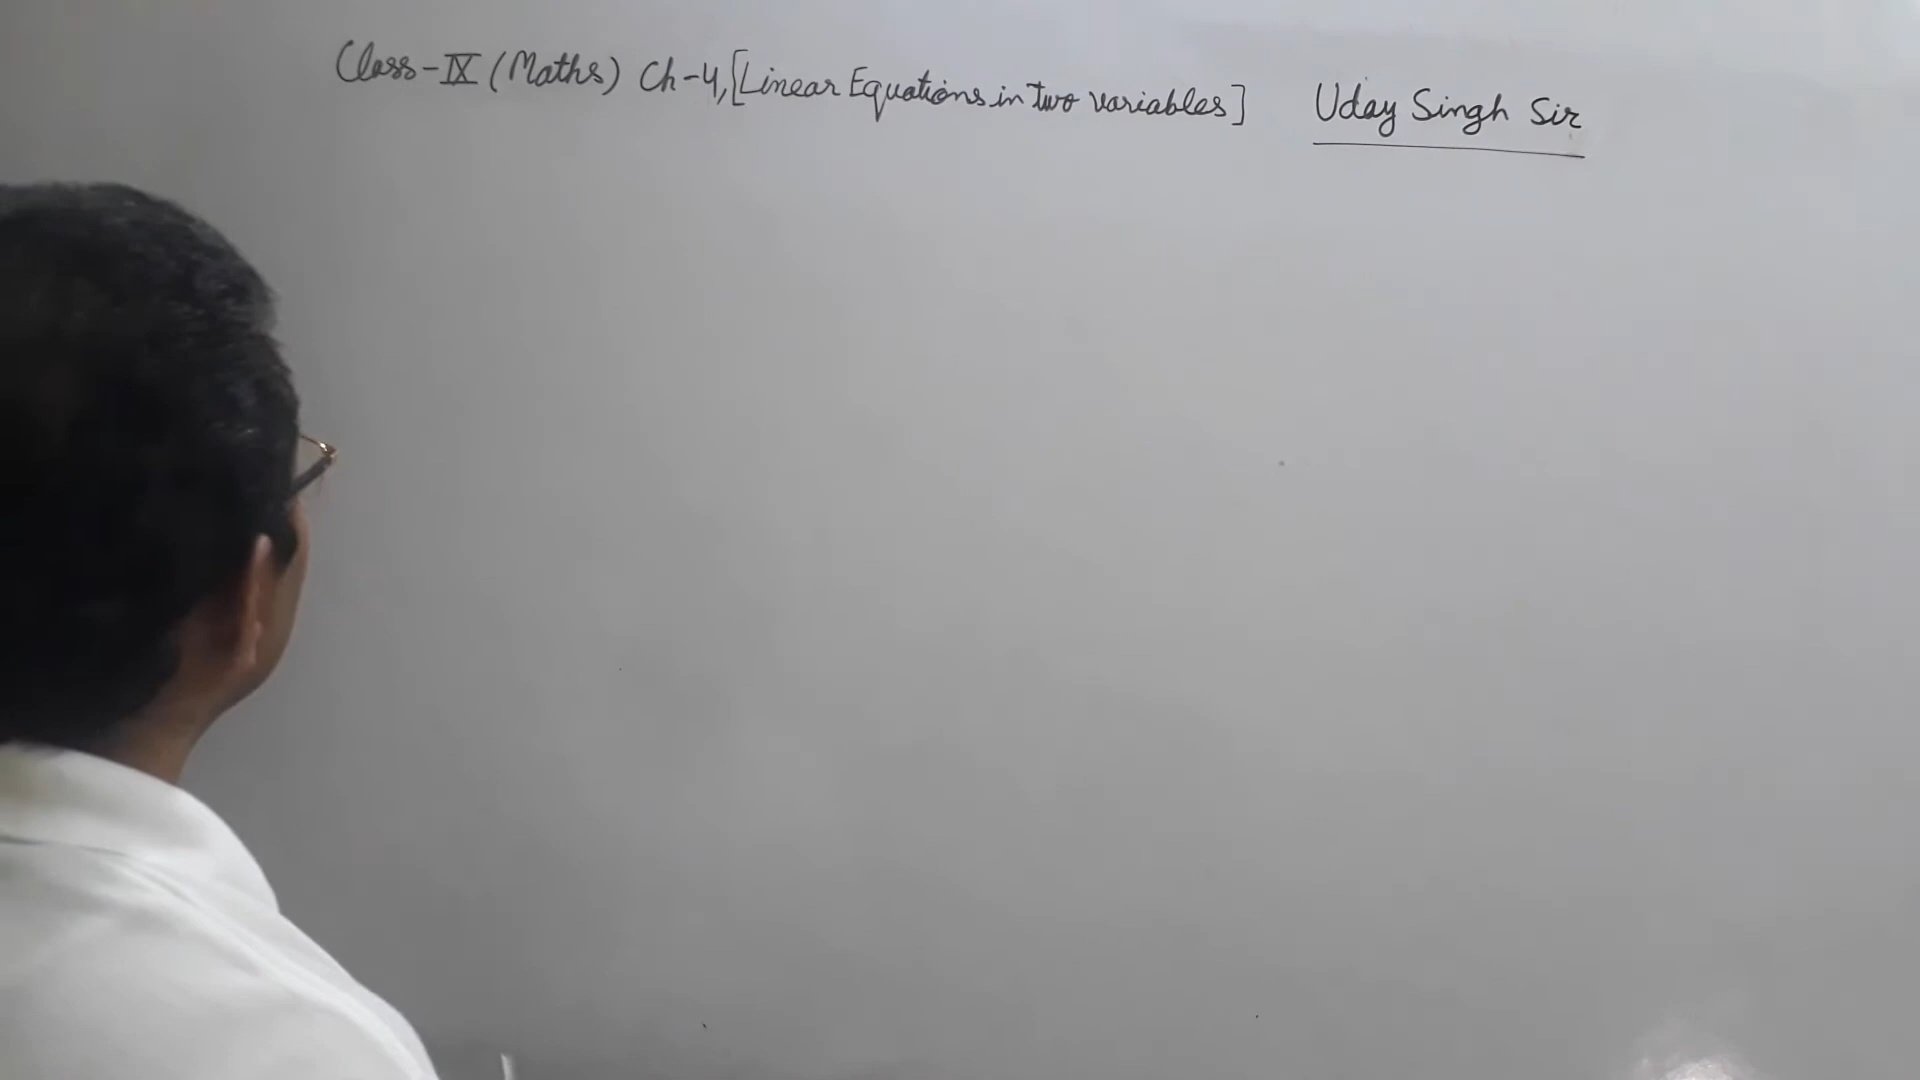 Class-IX (Maths) Ch-4, [Linear Equations in two variables] Uday Singh Sir